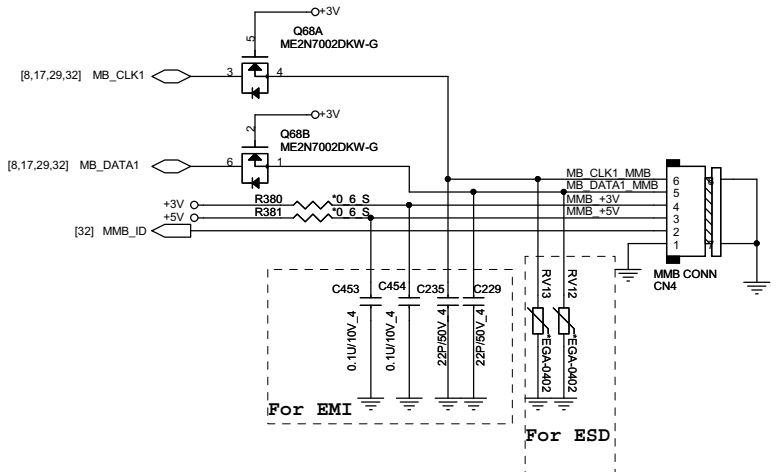 +3V
Q68A
ME2N7002DKW-G
5
[8,17,29,32] MB_CLK1
3
4
+3V
Q68B
ME2N7002DKW-G
2
[8,17,29,32] MB_DATA1
6
1
MB_CLK1_MMB
6
MB_DATA1_MMB
5
+3V
R380
*0_6_S
MMB_+3V
4
+5V
R381
*0_6_S
MMB_+5V
3
[32] MMB_ID
2
1
MMB CONN
CN4
C453
C454
C235
C229
0.1U/10V_4
0.1U/10V_4
22P/50V_4
22P/50V_4
RV13
RV12
*EGA-0402
*EGA-0402
For EMI
For ESD